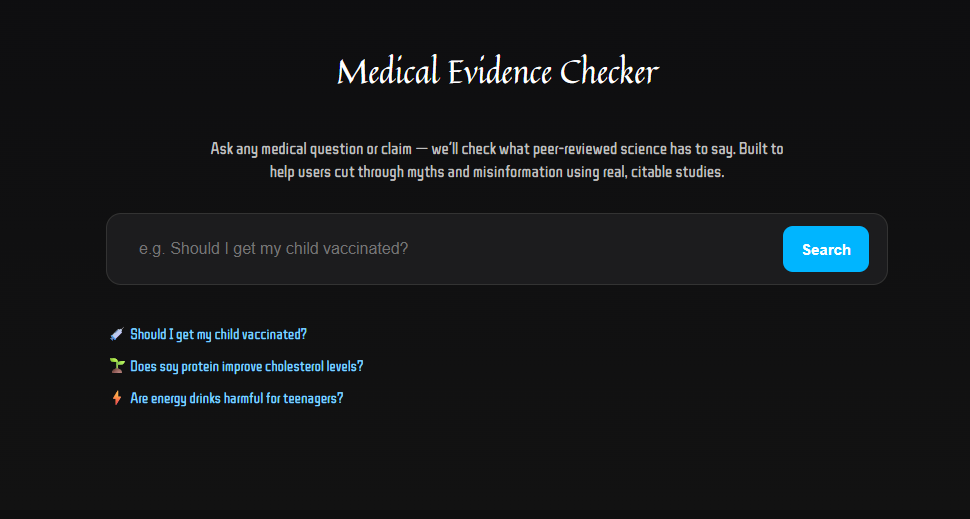 Medical Evidence Checker
Ask any medical question or claim — we'll check what peer-reviewed science has to say. Built to
help users cut through myths and misinformation using real, citable studies.
e.g. Should I get my child vaccinated?
Search
Should I get my child vaccinated?
Does soy protein improve cholesterol levels?
Are energy drinks harmful for teenagers?